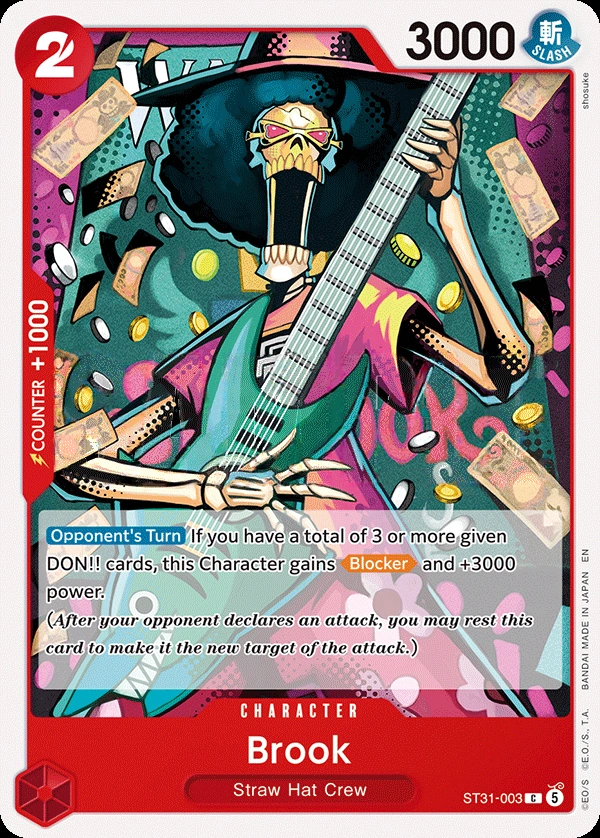 2
3000
斬
SLASH
shosuke
COUNTER +1000
Opponent's Turn If you have a total of 3 or more given
DON!! cards, this Character gains Blocker and +3000
power.
(After your opponent declares an attack, you may rest this
card to make it the new target of the attack.)
CHARACTER
Brook
Straw Hat Crew
ST31-003 C 5
©E.O/S ©E.O./S., T.A. BANDAI MADE IN JAPAN EN